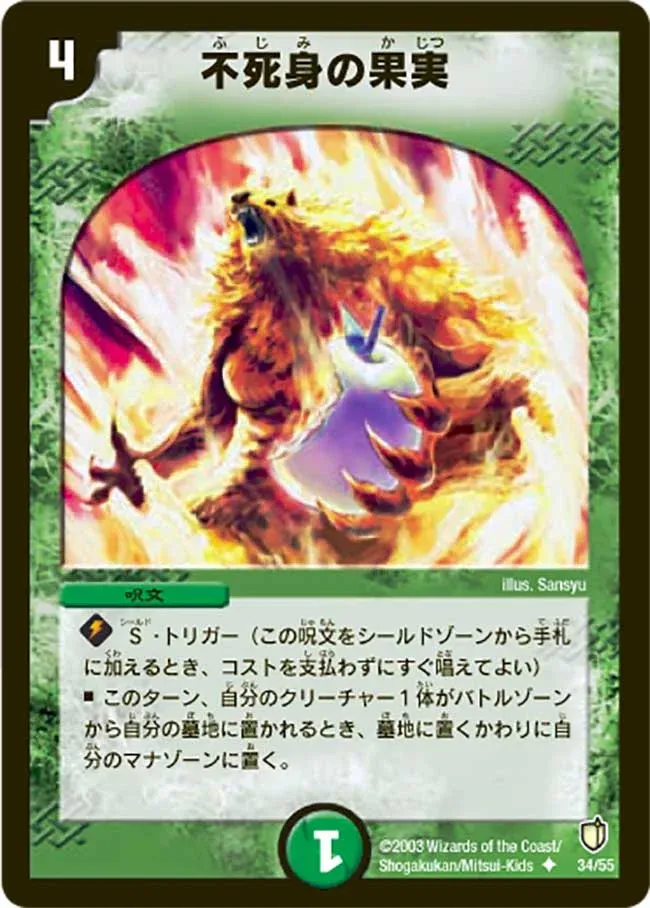 4
不死身の果実
ふじみ かじつ
illus. Sansyu
呪文
S・トリガー（この呪文をシールドゾーンから手札
に加えるとき、コストを支払わずにすぐ唱えてよい）
■ このターン、自分のクリーチャー１体がバトルゾーン
から自分の墓地に置かれるとき、墓地に置くかわりに自
分のマナゾーンに置く。
1
©2003 Wizards of the Coast/
Shogakukan/Mitsui-Kids ◆ 34/55